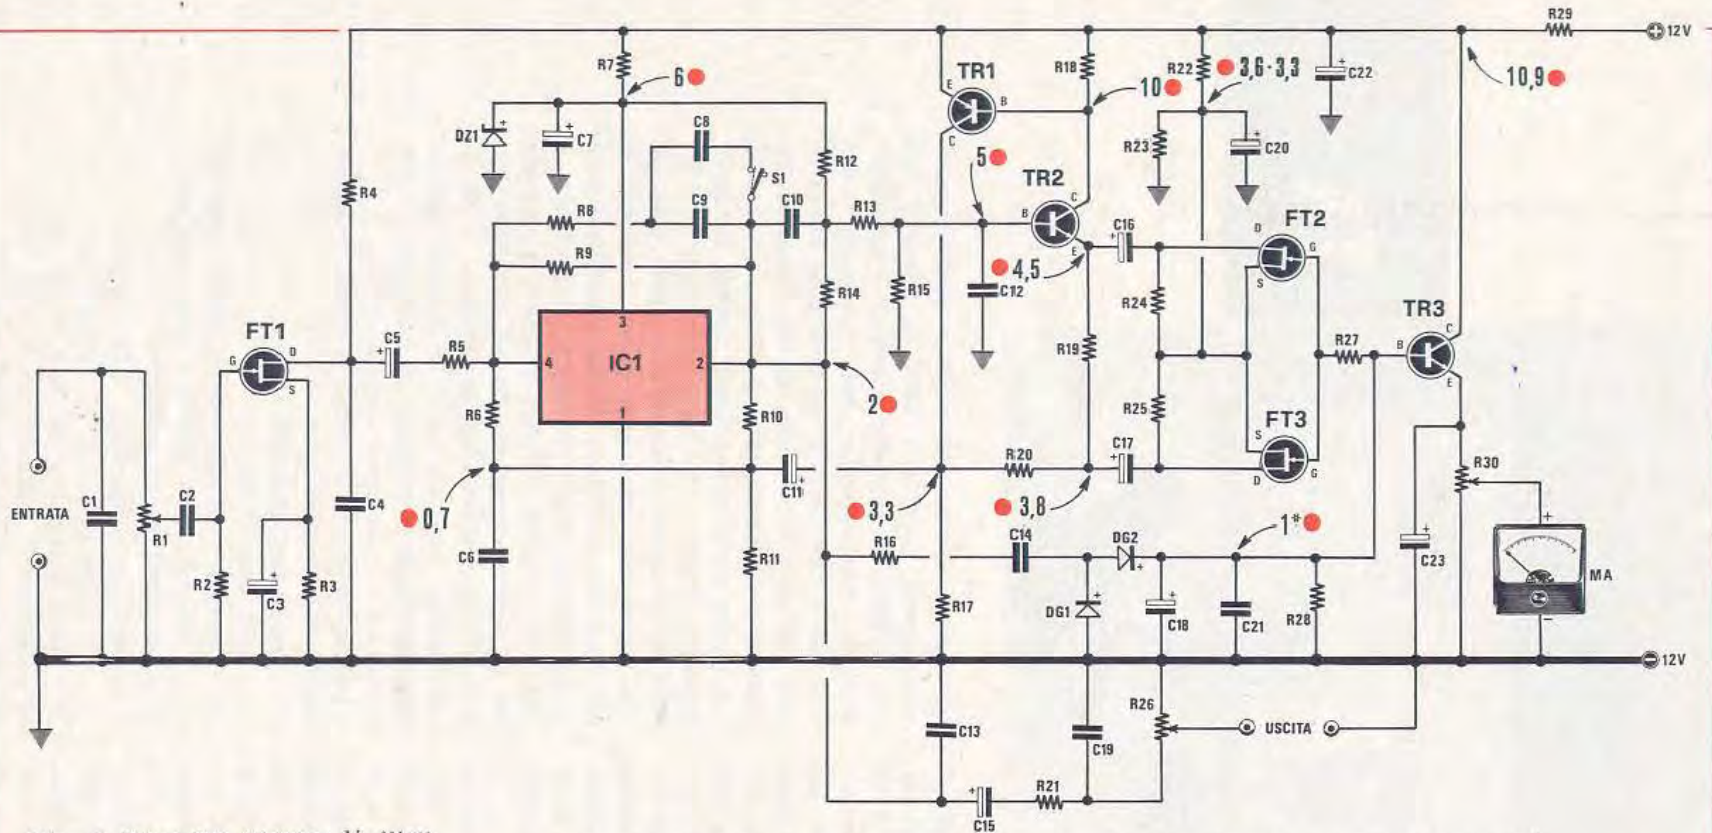 R29
+ 12V
R7
6
TR1
E
B
C
R18
10
R22
3,6 - 3,3
C22
10,9
DZ1
C7
C8
S1
R12
5
TR2
R23
C20
R4
R8
C9
C10
R13
B
C
E
C16
D
FT2
G
S
R9
4,5
R14
R15
C12
R24
FT1
G
D
S
C5
R5
3
4
IC1
2
1
R19
TR3
B
C
E
R27
R6
R10
2
R25
FT3
S
G
D
C17
R20
R30
C11
ENTRATA
C1
R1
C2
C4
0,7
3,3
3,8
1*
C14
DG2
R16
C23
MA
R2
C3
R3
C6
R11
R17
DG1
C18
C21
R28
− 12V
C13
C19
R26
USCITA
R21
C15